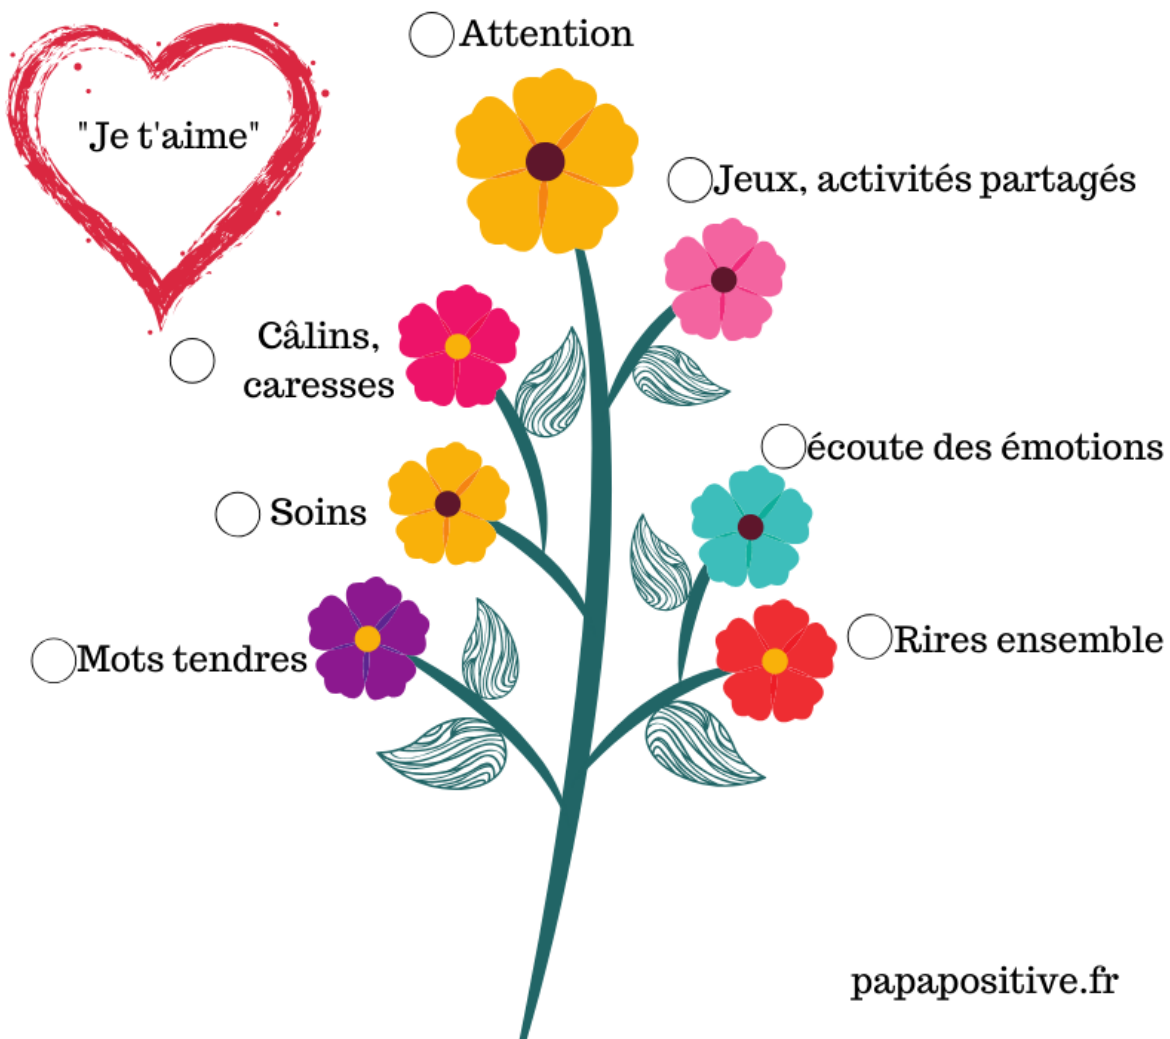 Attention
"Je t'aime"
Jeux, activités partagés
Câlins,
caresses
écoute des émotions
Soins
Rires ensemble
Mots tendres
papapositive.fr